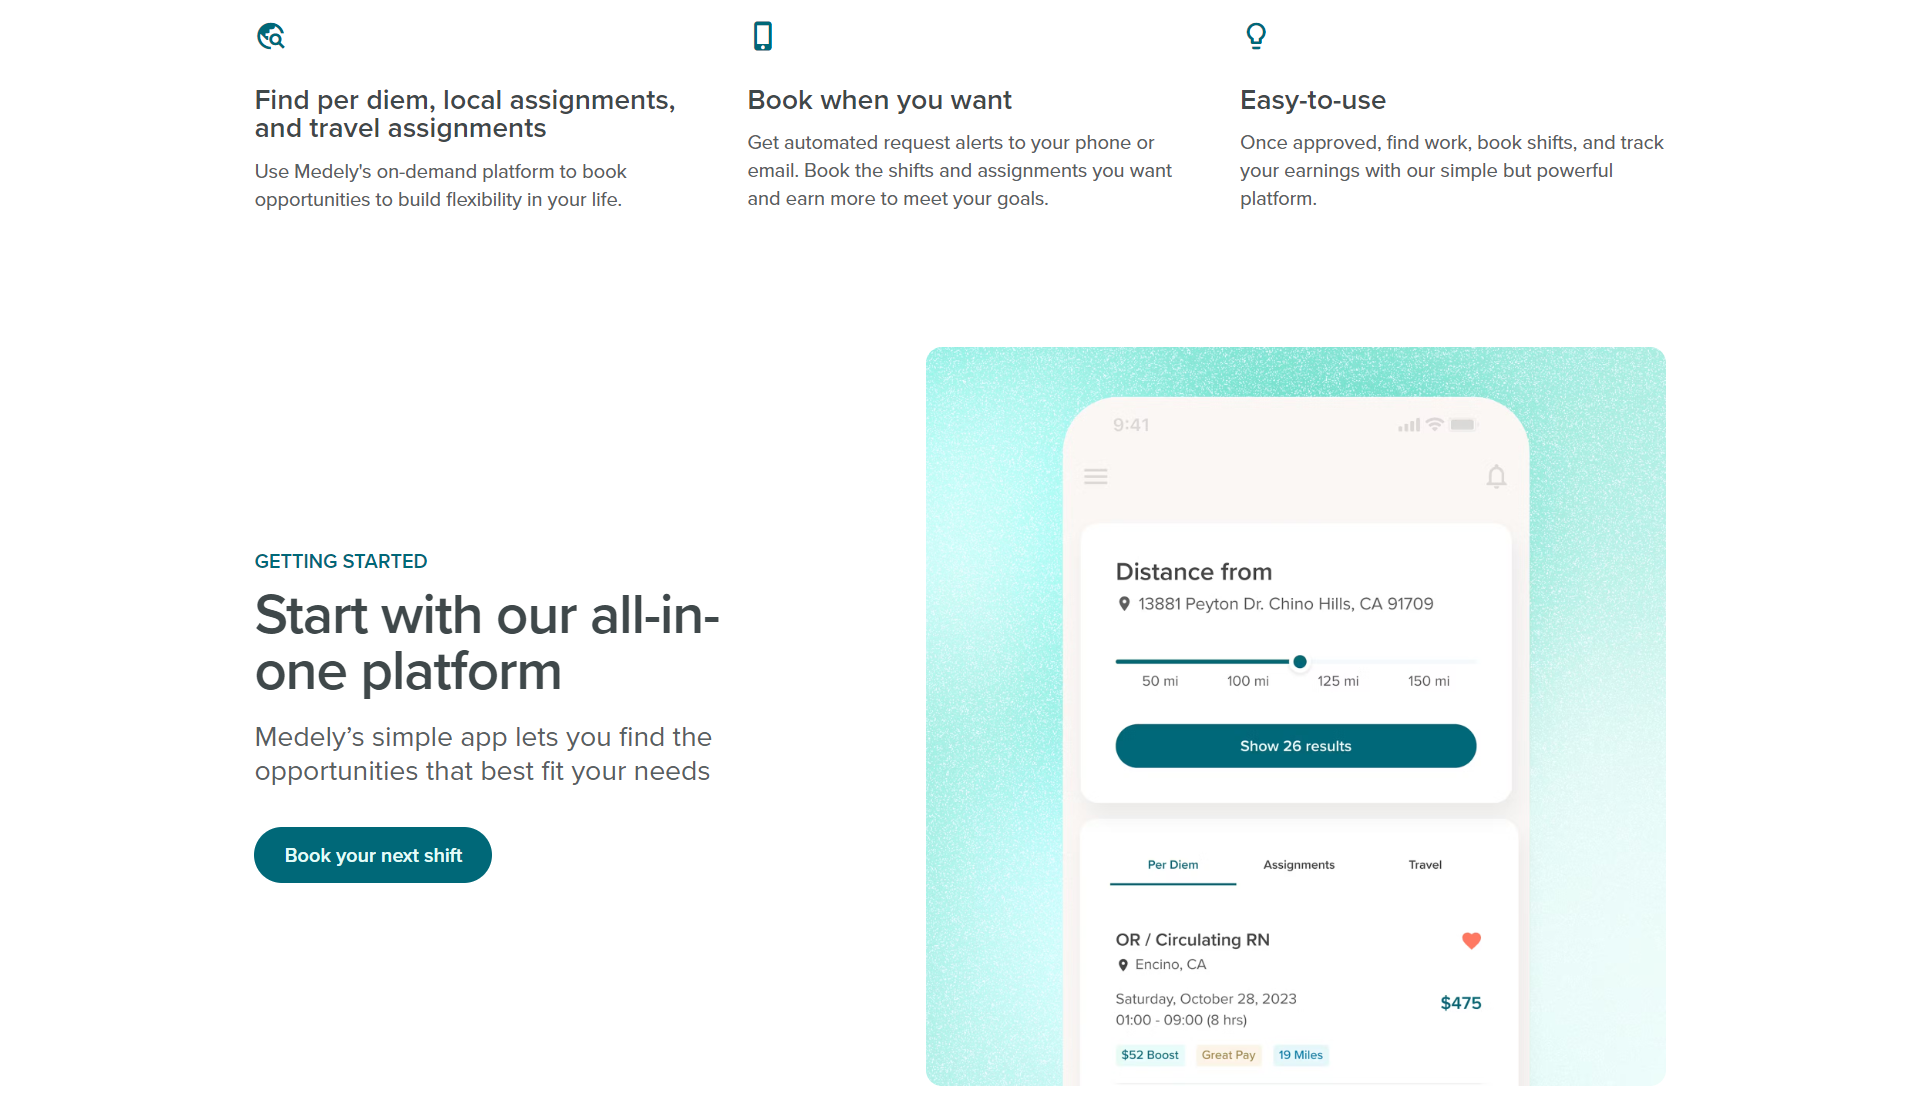 Find per diem, local assignments,
and travel assignments
Use Medely's on-demand platform to book
opportunities to build flexibility in your life.
Book when you want
Get automated request alerts to your phone or
email. Book the shifts and assignments you want
and earn more to meet your goals.
Easy-to-use
Once approved, find work, book shifts, and track
your earnings with our simple but powerful
platform.
GETTING STARTED
Start with our all-in-
one platform
Medely’s simple app lets you find the
opportunities that best fit your needs
Book your next shift
9:41
Distance from
13881 Peyton Dr. Chino Hills, CA 91709
50 mi 100 mi 125 mi 150 mi
Show 26 results
Per Diem Assignments Travel
OR / Circulating RN
Encino, CA
Saturday, October 28, 2023
$475
01:00 - 09:00 (8 hrs)
$52 Boost Great Pay 19 Miles